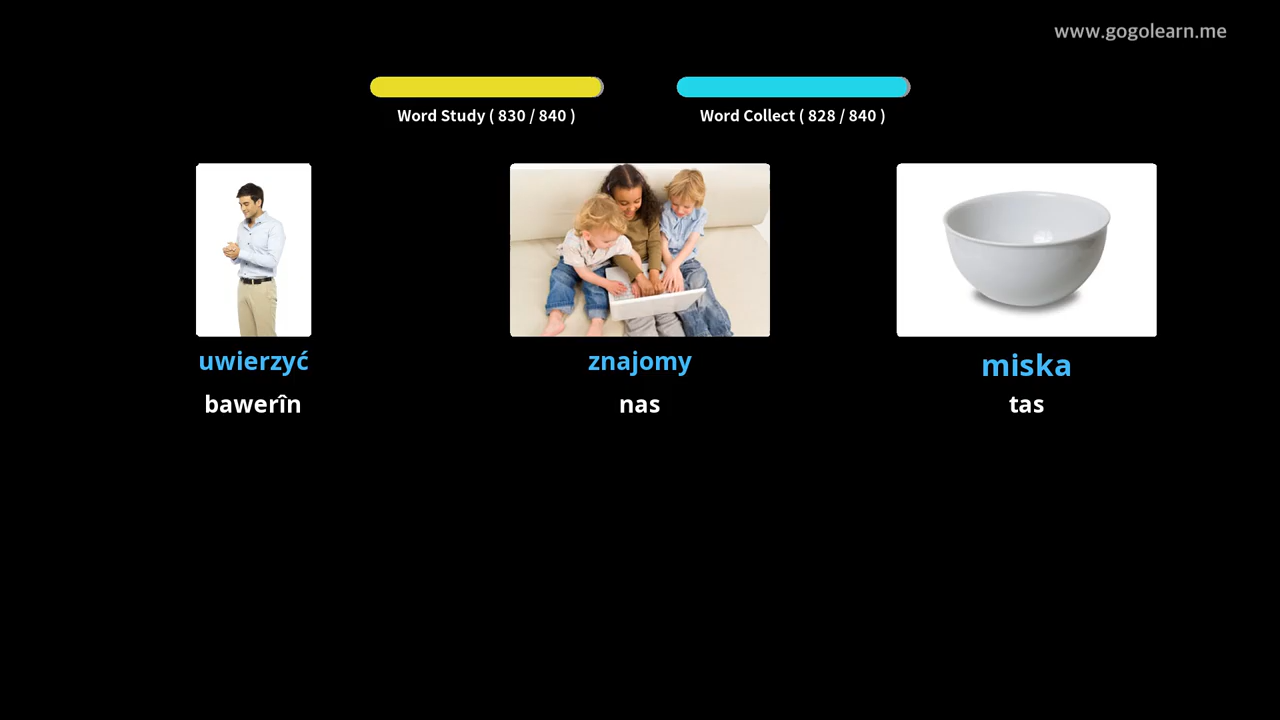 www.gogolearn.me
Word Study ( 830 / 840 )
Word Collect ( 828 / 840 )
uwierzyć
bawerîn
znajomy
nas
miska
tas